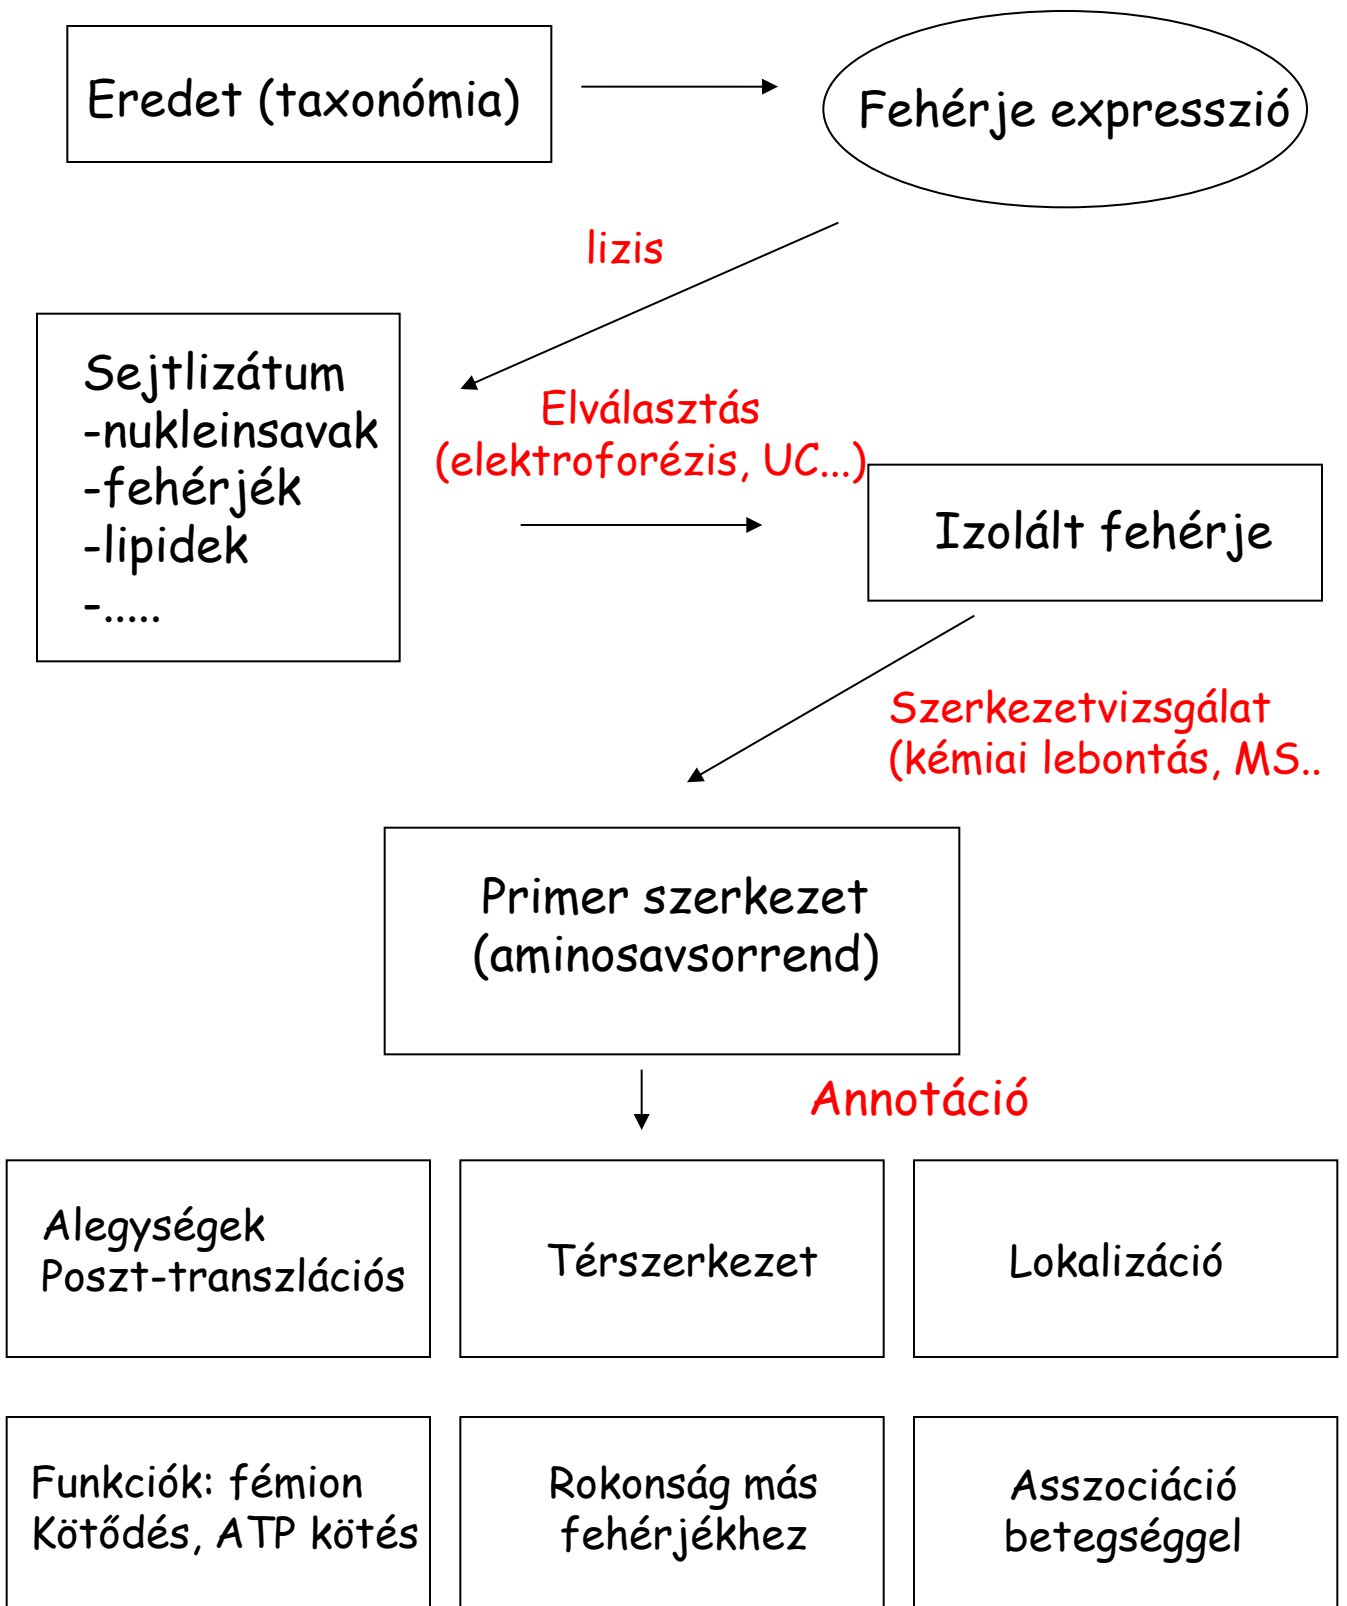 Eredet (taxonómia)
Fehérje expresszió
lizis
Sejtlizátum
-nukleinsavak
-fehérjék
-lipidek
-.....
Elválasztás
(elektroforézis, UC...)
Izolált fehérje
Szerkezetvizsgálat
(kémiai lebontás, MS..
Primer szerkezet
(aminosavsorrend)
Annotáció
Alegységek
Poszt-transzlációs
Térszerkezet
Lokalizáció
Funkciók: fémion
Kötődés, ATP kötés
Rokonság más
fehérjékhez
Asszociáció
betegséggel